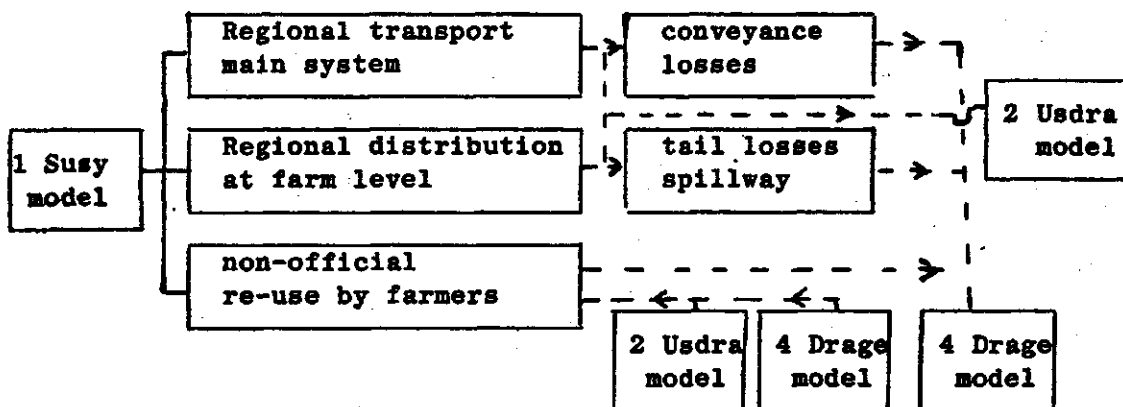 Regional transport
main system
conveyance
losses
1 Susy
model
Regional distribution
at farm level
tail losses
spillway
2 Usdra
model
non-official
re-use by farmers
2 Usdra
model
4 Drage
model
4 Drage
model